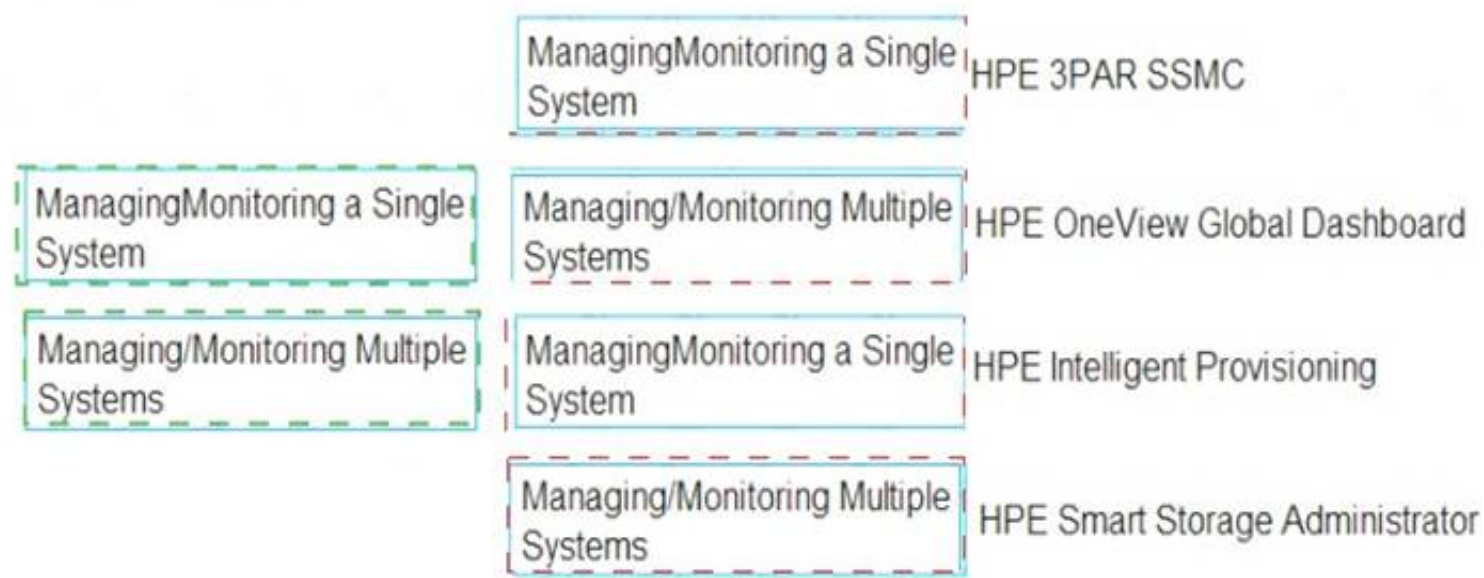 ManagingMonitoring a Single
System
HPE 3PAR SSMC
ManagingMonitoring a Single
System
Managing/Monitoring Multiple
Systems
HPE OneView Global Dashboard
Managing/Monitoring Multiple
Systems
ManagingMonitoring a Single
System
HPE Intelligent Provisioning
Managing/Monitoring Multiple
Systems
HPE Smart Storage Administrator